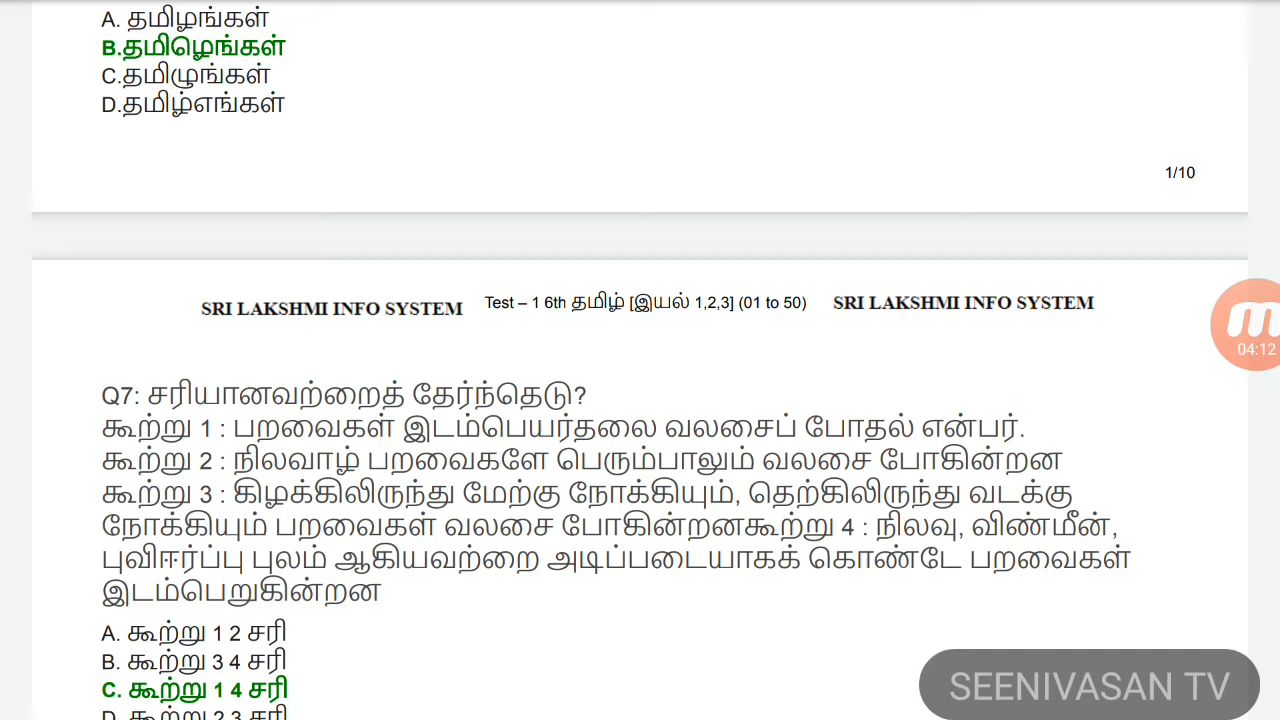 A. தமிழங்கள்
B.தமிழெங்கள்
C.தமிழுங்கள்
D.தமிழ்எங்கள்
1/10
SRI LAKSHMI INFO SYSTEM Test – 1 6th தமிழ் [இயல் 1,2,3] (01 to 50) SRI LAKSHMI INFO SYSTEM
04:12
Q7: சரியானவற்றைத் தேர்ந்தெடு?
கூற்று 1 : பறவைகள் இடம்பெயர்தலை வலசைப் போதல் என்பர்.
கூற்று 2 : நிலவாழ் பறவைகளே பெரும்பாலும் வலசை போகின்றன
கூற்று 3 : கிழக்கிலிருந்து மேற்கு நோக்கியும், தெற்கிலிருந்து வடக்கு
நோக்கியும் பறவைகள் வலசை போகின்றனகூற்று 4 : நிலவு, விண்மீன்,
புவிஈர்ப்பு புலம் ஆகியவற்றை அடிப்படையாகக் கொண்டே பறவைகள்
இடம்பெறுகின்றன
A. கூற்று 1 2 சரி
B. கூற்று 3 4 சரி
C. கூற்று 1 4 சரி
D. கூற்று 2 3 சரி
SEENIVASAN TV